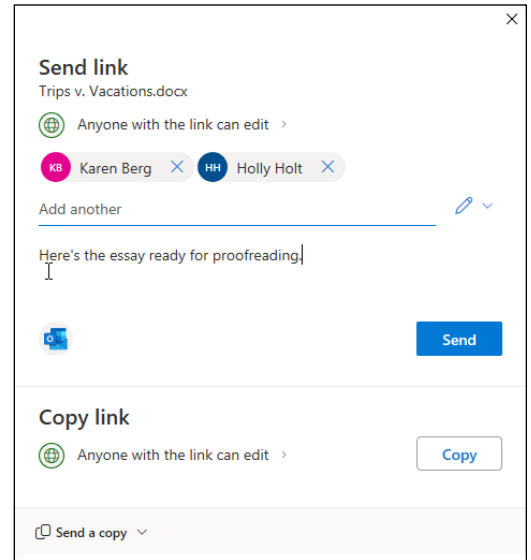 Send link
Trips v. Vacations.docx
Anyone with the link can edit
KB Karen Berg HH Holly Holt
Add another
Here's the essay ready for proofreading.
Send
Copy link
Anyone with the link can edit
Copy
Send a copy